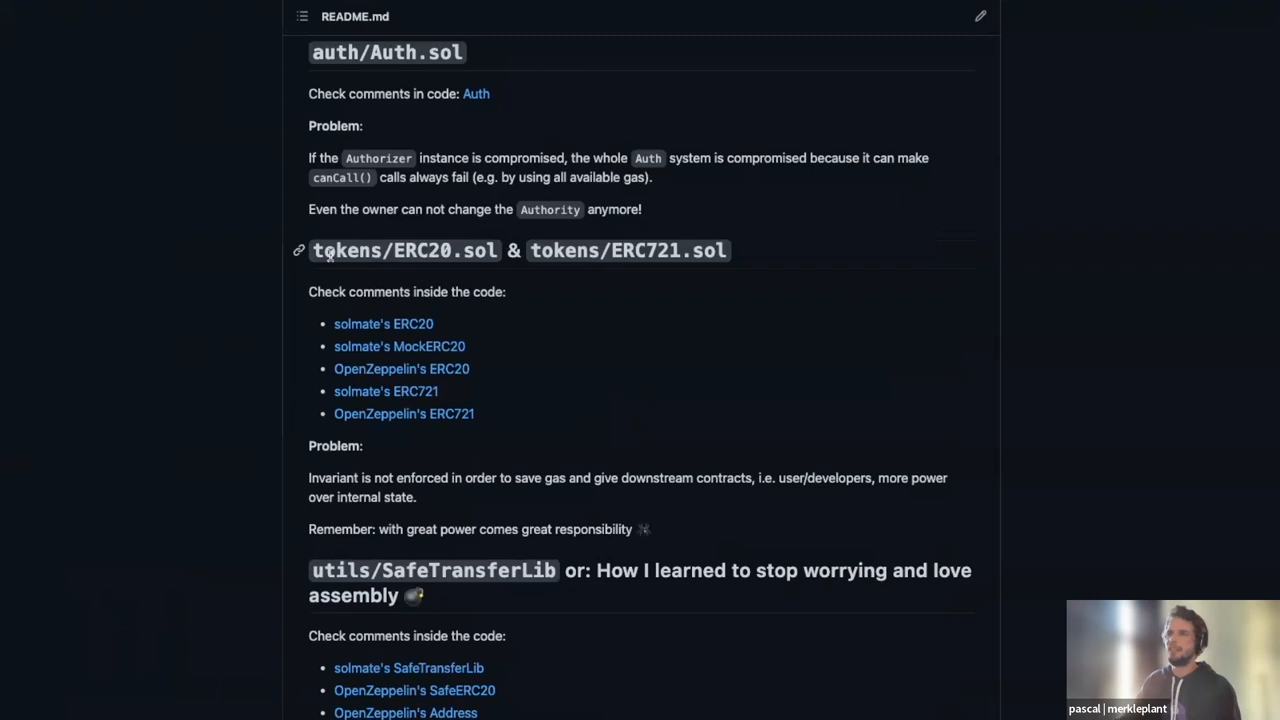 README.md
auth/Auth.sol
Check comments in code: Auth
Problem:
If the Authorizer instance is compromised, the whole Auth system is compromised because it can make
canCall() calls always fail (e.g. by using all available gas).
Even the owner can not change the Authority anymore!
tokens/ERC20.sol & tokens/ERC721.sol
Check comments inside the code:
• solmate's ERC20
• solmate's MockERC20
• OpenZeppelin's ERC20
• solmate's ERC721
• OpenZeppelin's ERC721
Problem:
Invariant is not enforced in order to save gas and give downstream contracts, i.e. user/developers, more power
over internal state.
Remember: with great power comes great responsibility 🕷
utils/SafeTransferLib or: How I learned to stop worrying and love
assembly 💣
Check comments inside the code:
• solmate's SafeTransferLib
• OpenZeppelin's SafeERC20
• OpenZeppelin's Address
pascal | merkleplant